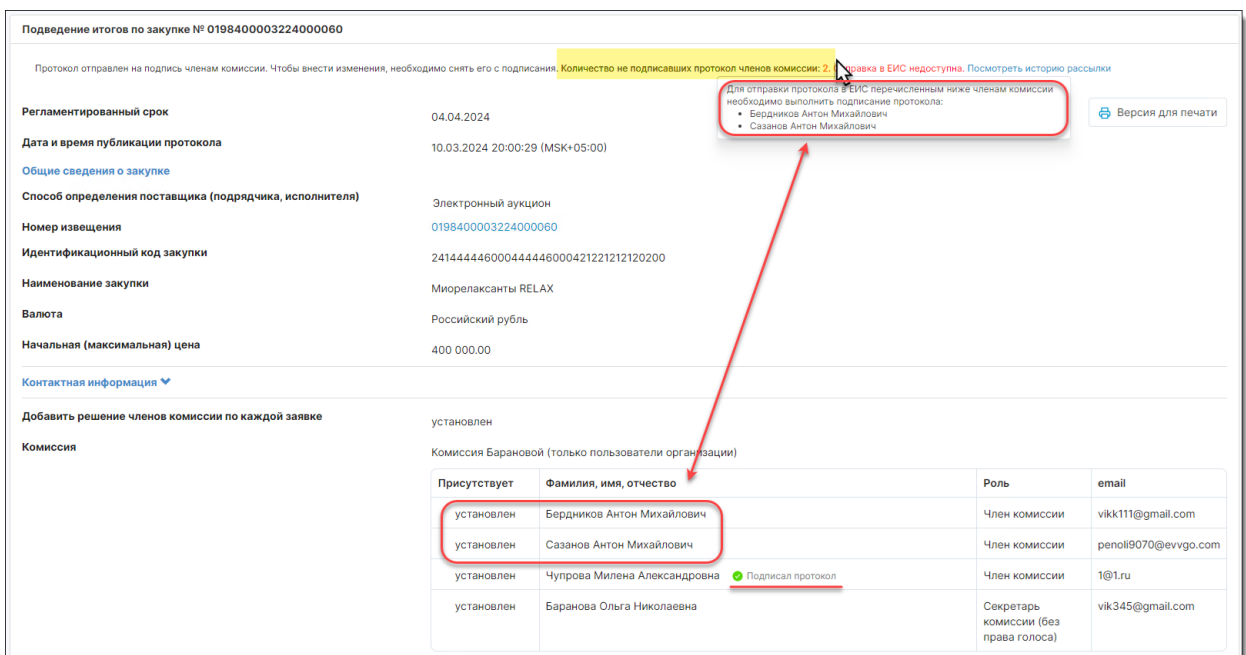 Подведение итогов по закупке № 0198400003224000060
Протокол отправлен на подпись членам комиссии. Чтобы внести изменения, необходимо снять его с подписания. Количество не подписавших протокол членов комиссии: 2. в ЕИС недоступна. Посмотреть историю рассылки
Для отправки протокола в ЕИС перечисленным ниже членам комиссии
необходимо выполнить подписание протокола:
• Бердников Антон Михайлович
• Сазанов Антон Михайлович
Версия для печати
Регламентированный срок 04.04.2024
Дата и время публикации протокола 10.03.2024 20:00:29 (MSK+05:00)
Общие сведения о закупке
Способ определения поставщика (подрядчика, исполнителя) Электронный аукцион
Номер извещения 0198400003224000060
Идентификационный код закупки 241444446000444446000421221212120200
Наименование закупки Миорелаксанты RELAX
Валюта Российский рубль
Начальная (максимальная) цена 400 000.00
Контактная информация
Добавить решение членов комиссии по каждой заявке установлен
Комиссия Комиссия Барановой (только пользователи организации)
Присутствует Фамилия, имя, отчество Роль email
установлен Бердников Антон Михайлович Член комиссии vikk111@gmail.com
установлен Сазанов Антон Михайлович Член комиссии penoli9070@evvgo.com
установлен Чупрова Милена Александровна Подписал протокол Член комиссии 1@1.ru
установлен Баранова Ольга Николаевна Секретарь vik345@gmail.com
комиссии (без
права голоса)